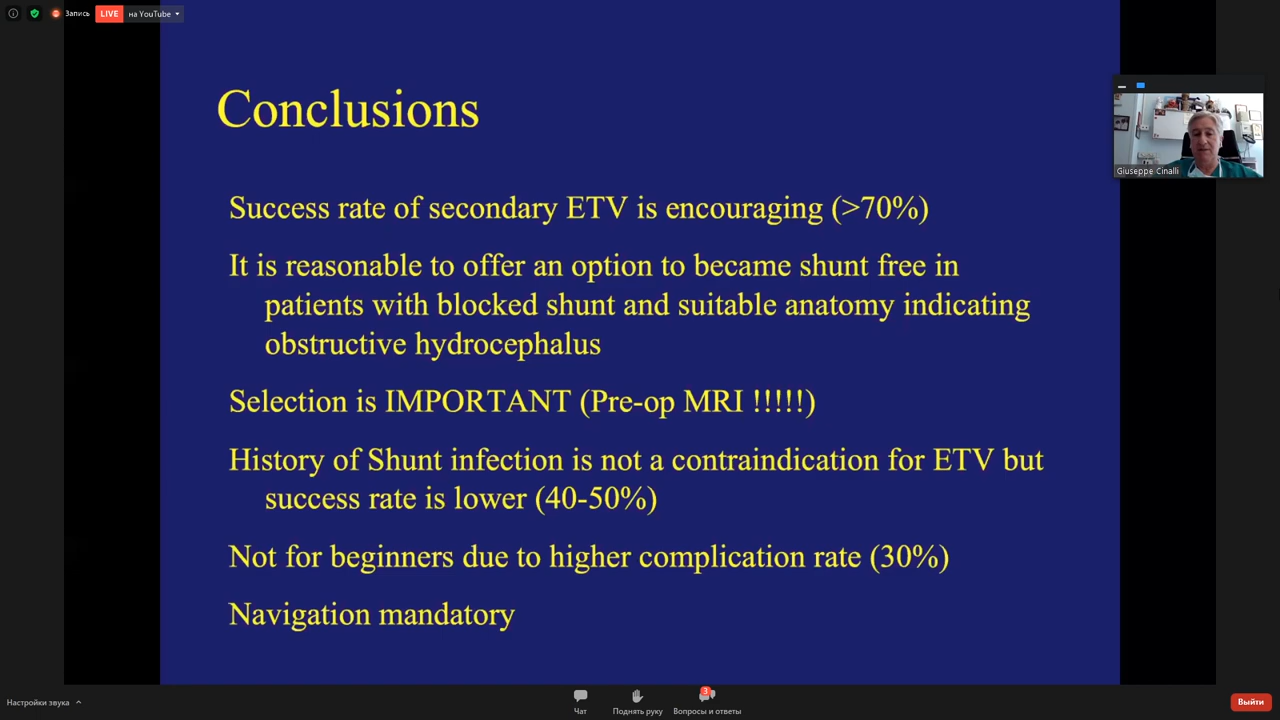 Запись
LIVE на YouTube
Conclusions
Giuseppe Cinalli
Success rate of secondary ETV is encouraging (>70%)
It is reasonable to offer an option to became shunt free in
patients with blocked shunt and suitable anatomy indicating
obstructive hydrocephalus
Selection is IMPORTANT (Pre-op MRI !!!!!)
History of Shunt infection is not a contraindication for ETV but
success rate is lower (40-50%)
Not for beginners due to higher complication rate (30%)
Navigation mandatory
Настройки звука
Чат
Поднять руку
3
Вопросы и ответы
Выйти